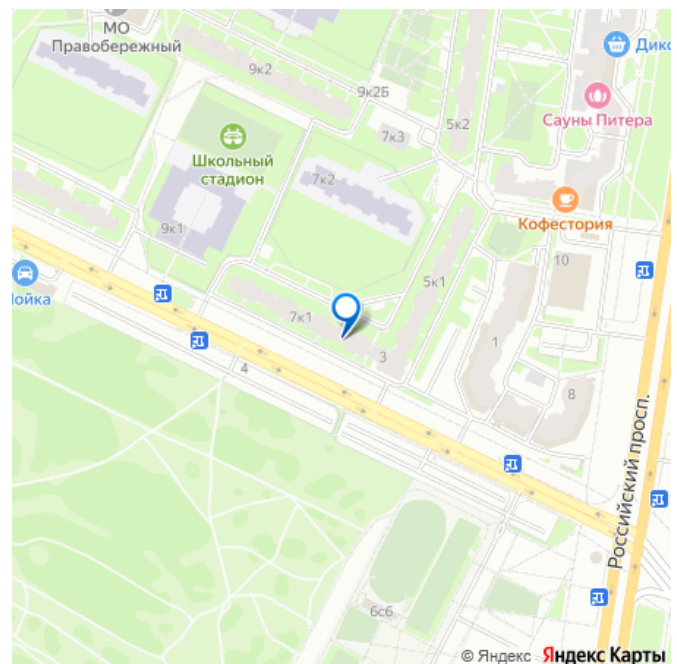 МО
Правобережный
Дикс
9к2
9к2Б
Сауны Питера
7к3
5к2
Школьный
стадион
7к2
Кофестория
9к1
10
5к1
Мойка
7к1
1
3
4
8
Российский просп.
6с6
© Яндекс Яндекс Карты